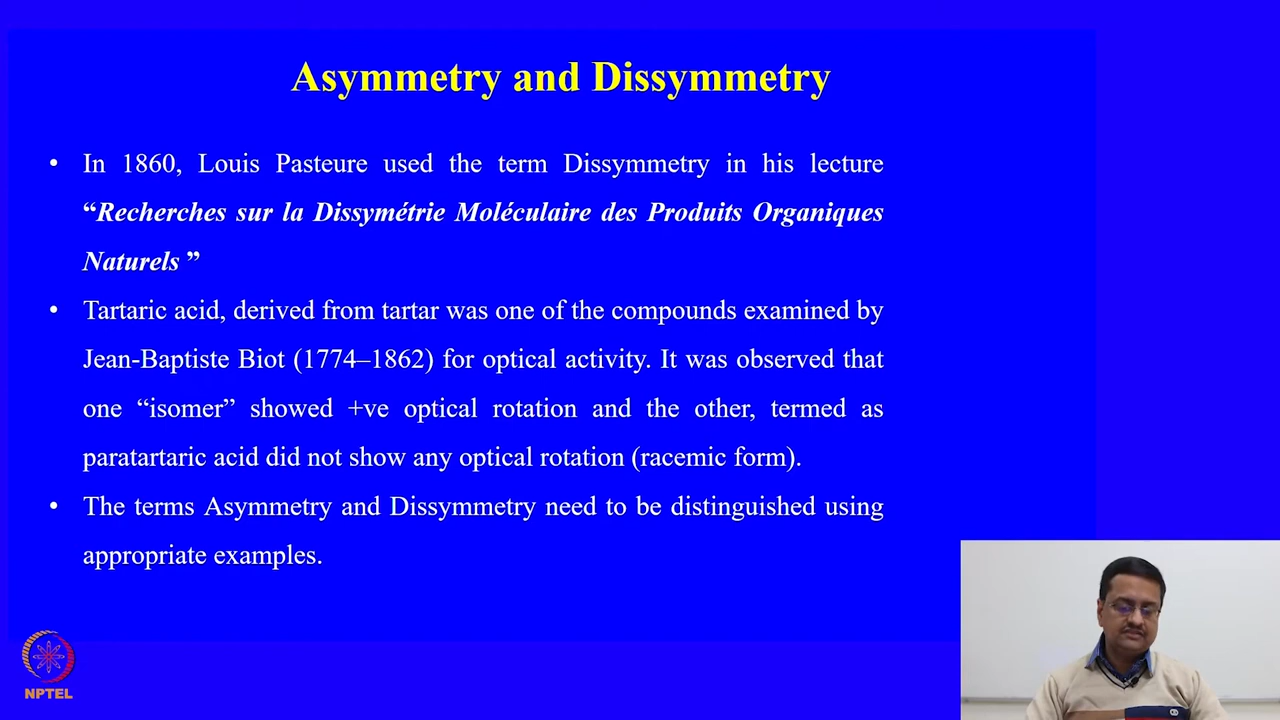 Asymmetry and Dissymmetry
• In 1860, Louis Pasteure used the term Dissymmetry in his lecture
“Recherches sur la Dissymétrie Moléculaire des Produits Organiques
Naturels ”
• Tartaric acid, derived from tartar was one of the compounds examined by
Jean-Baptiste Biot (1774–1862) for optical activity. It was observed that
one “isomer” showed +ve optical rotation and the other, termed as
paratartaric acid did not show any optical rotation (racemic form).
• The terms Asymmetry and Dissymmetry need to be distinguished using
appropriate examples.
NPTEL